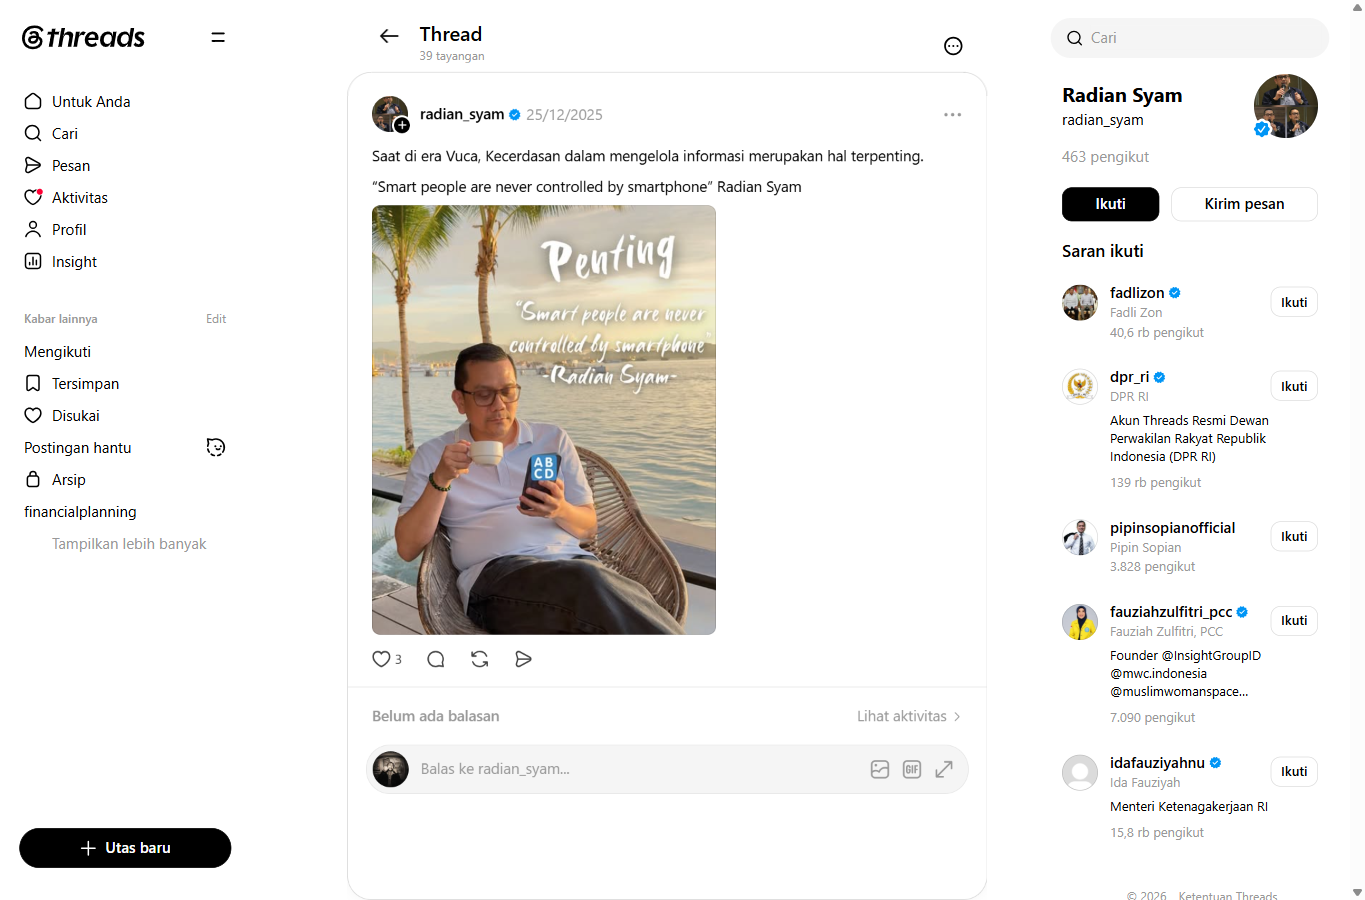 threads
Untuk Anda
Cari
Pesan
Aktivitas
Profil
Insight
Kabar lainnya
Edit
Mengikuti
Tersimpan
Disukai
Postingan hantu
Arsip
financialplanning
Tampilkan lebih banyak
Utas baru
Thread
39 tayangan
radian_syam 25/12/2025
Saat di era Vuca, Kecerdasan dalam mengelola informasi merupakan hal terpenting.
“Smart people are never controlled by smartphone” Radian Syam
Penting
“Smart people are never
controlled by smartphone”
-Radian Syam-
AB
CD
3
Belum ada balasan
Lihat aktivitas
Balas ke radian_syam...
GIF
Cari
Radian Syam
radian_syam
463 pengikut
Ikuti
Kirim pesan
Saran ikuti
fadlizon
Fadli Zon
40,6 rb pengikut
Ikuti
dpr_ri
DPR RI
Akun Threads Resmi Dewan
Perwakilan Rakyat Republik
Indonesia (DPR RI)
139 rb pengikut
Ikuti
pipinsopianofficial
Pipin Sopian
3.828 pengikut
Ikuti
fauziahzulfitri_pcc
Fauziah Zulfitri, PCC
Founder @InsightGroupID
@mwc.indonesia
@muslimwomanspace...
7.090 pengikut
Ikuti
idafauziyahnu
Ida Fauziyah
Menteri Ketenagakerjaan RI
15,8 rb pengikut
Ikuti
© 2026 Ketentuan Threads